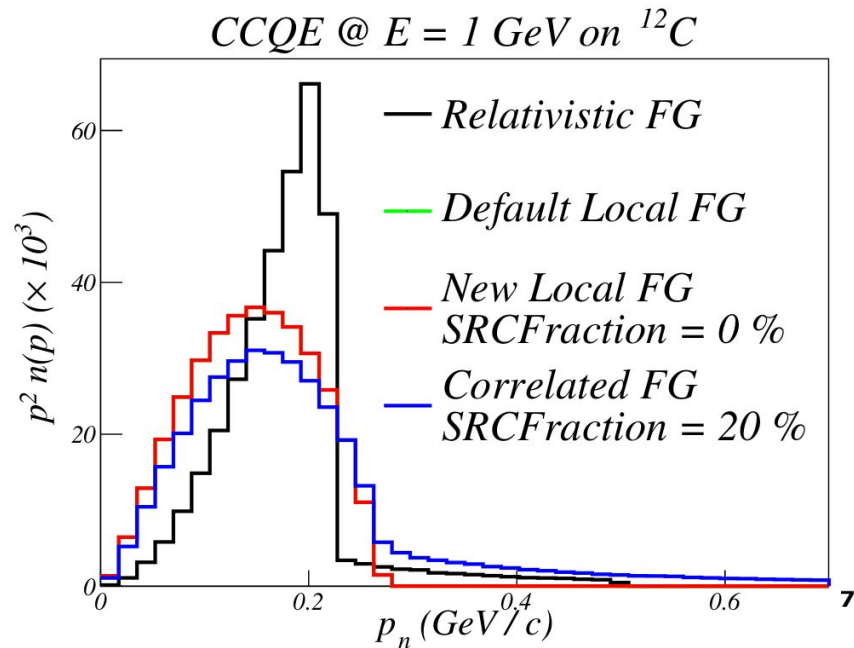 CCQE @ E = 1 GeV on ¹²C
Relativistic FG
Default Local FG
New Local FG
SRCFraction = 0 %
Correlated FG
SRCFraction = 20 %
p² n(p) (× 10³)
60
40
20
0
0
0.2
0.4
0.6
7
pₙ (GeV / c)